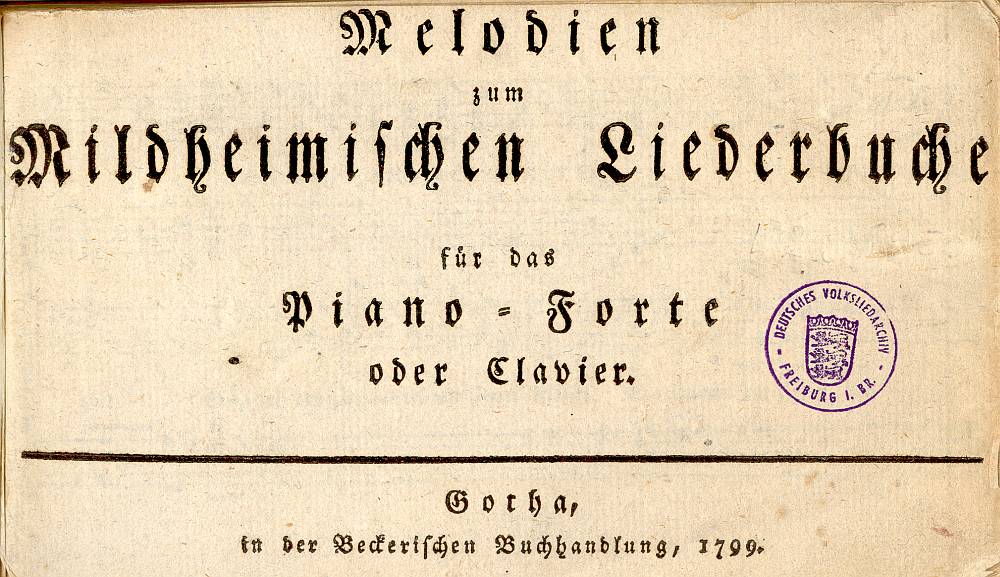 Melodien
zum
Mildheimiſchen Liederbuche
für das
Piano = Forte
oder Clavier.
DEUTSCHES VOLKSLIEDARCHIV
- FREIBURG I. BR. -
Gotha,
in der Beckeriſchen Buchhandlung, 1799.